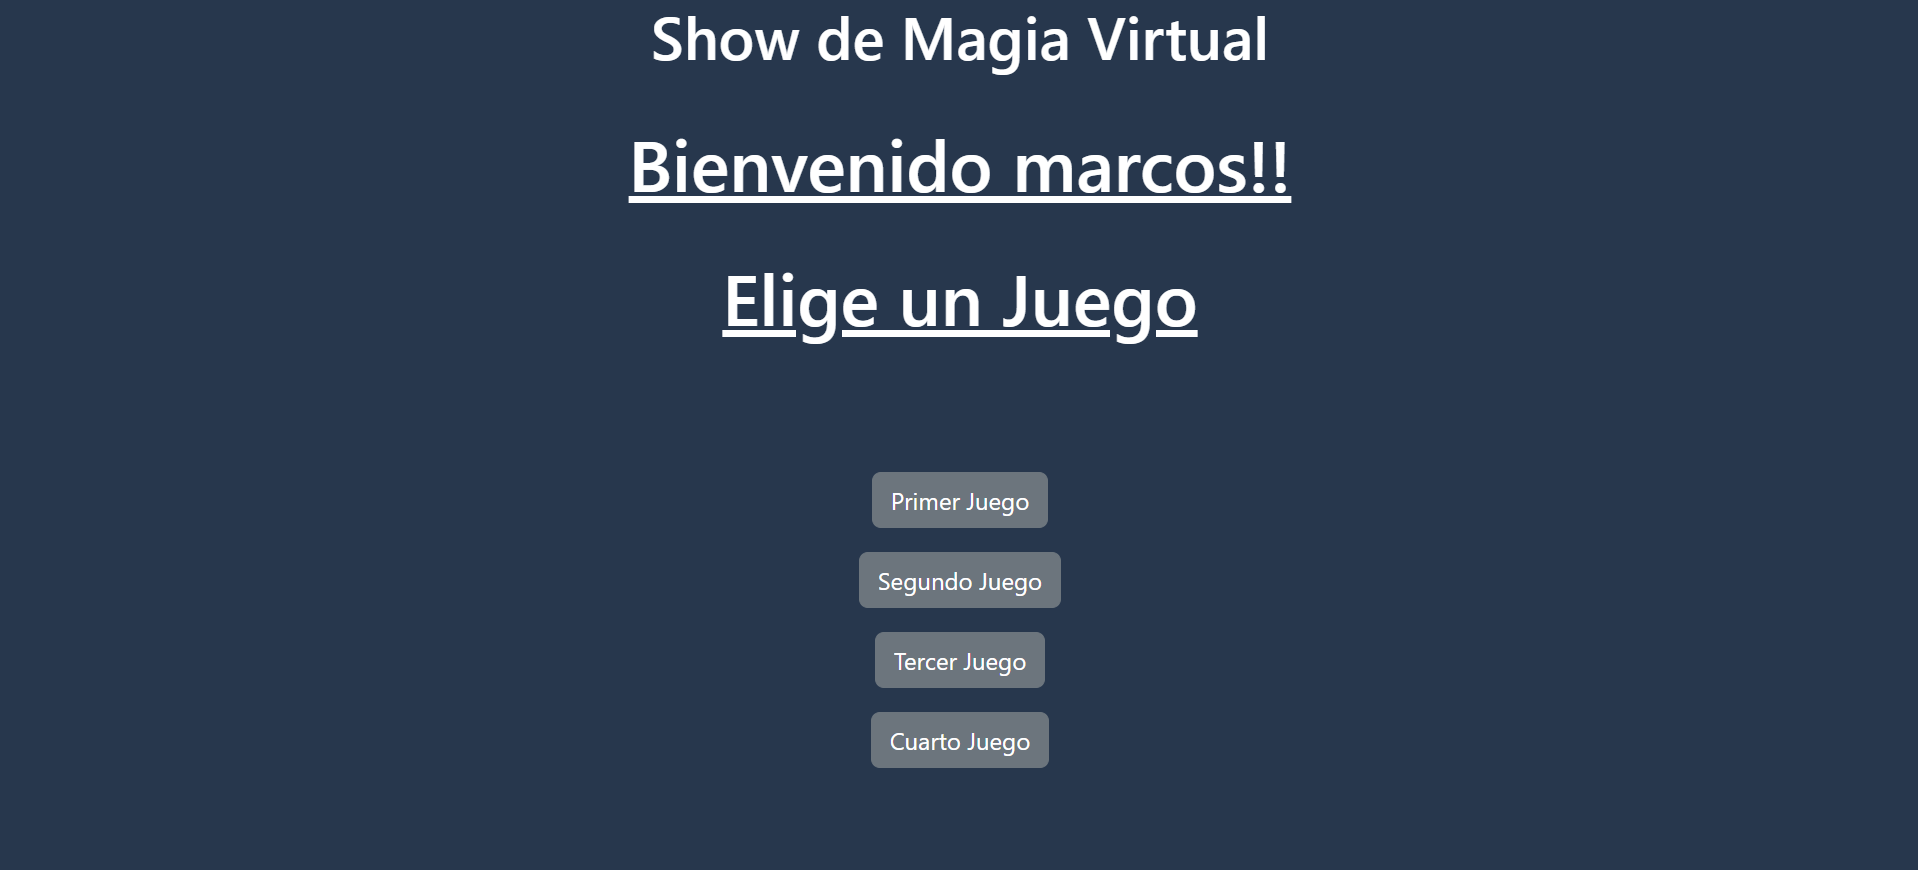 Show de Magia Virtual
Bienvenido marcos!!
Elige un Juego
Primer Juego
Segundo Juego
Tercer Juego
Cuarto Juego